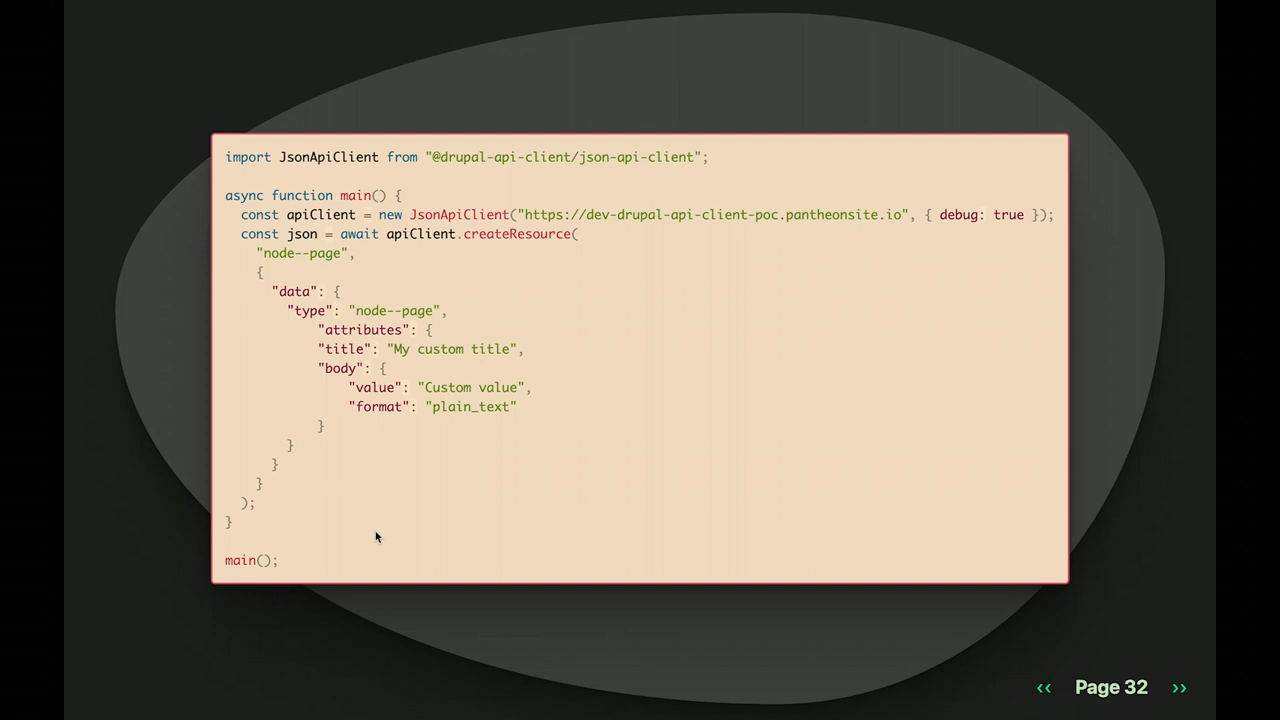 import JsonApiClient from "@drupal-api-client/json-api-client";

async function main() {
  const apiClient = new JsonApiClient("https://dev-drupal-api-client-poc.pantheonsite.io", { debug: true });
  const json = await apiClient.createResource(
    "node--page",
    {
      "data": {
        "type": "node--page",
            "attributes": {
            "title": "My custom title",
            "body": {
                "value": "Custom value",
                "format": "plain_text"
            }
        }
      }
    }
  );
}

main();
‹‹ Page 32 ››